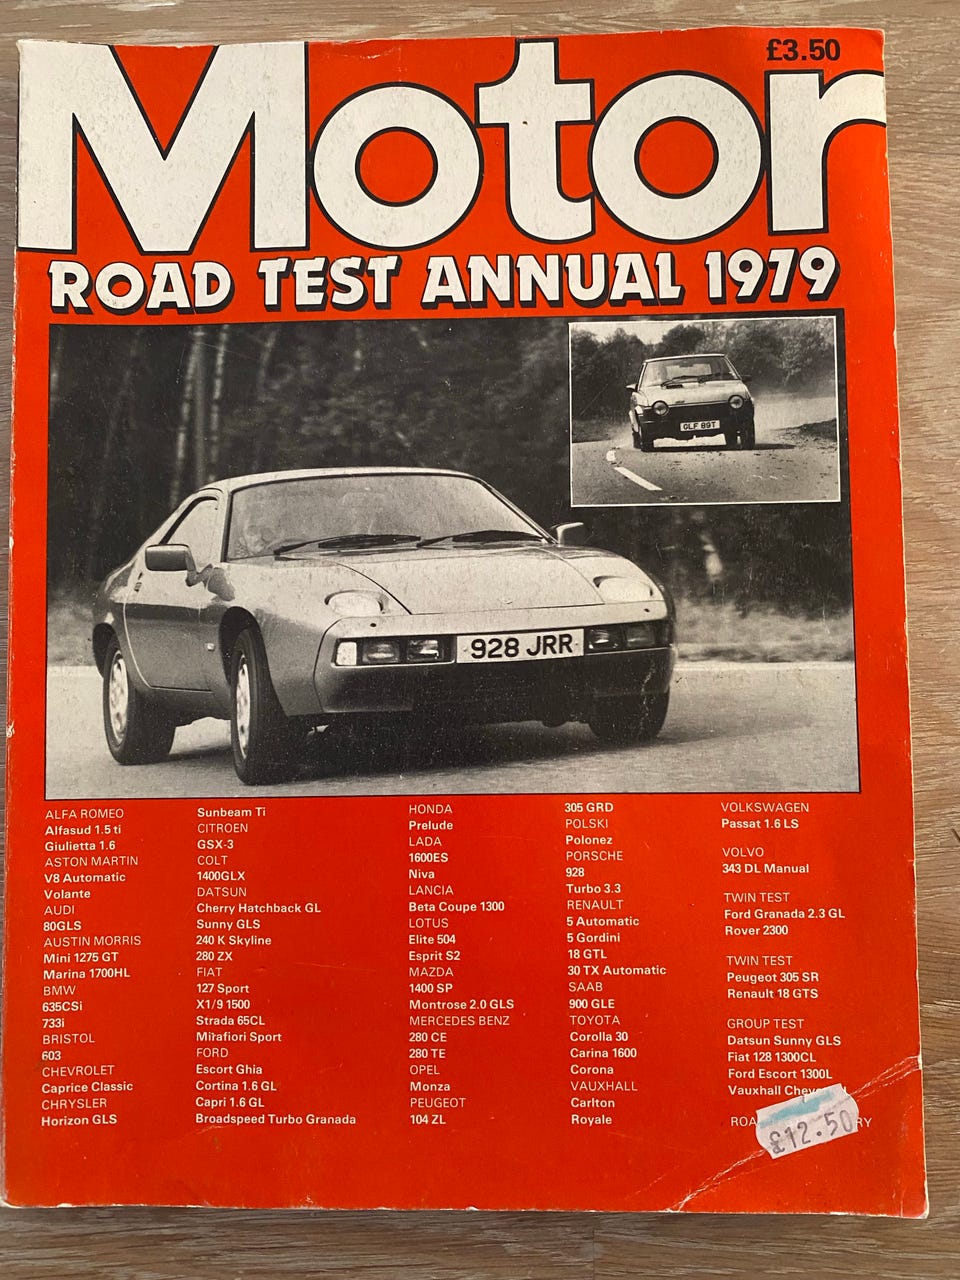 £3.50
Motor
ROAD TEST ANNUAL 1979
GLF 89T
928 JRR
ALFA ROMEO
Alfasud 1.5 ti
Giulietta 1.6
ASTON MARTIN
V8 Automatic
Volante
AUDI
80GLS
AUSTIN MORRIS
Mini 1275 GT
Marina 1700HL
BMW
635CSi
733i
BRISTOL
603
CHEVROLET
Caprice Classic
CHRYSLER
Horizon GLS
Sunbeam Ti
CITROEN
GSX-3
COLT
1400GLX
DATSUN
Cherry Hatchback GL
Sunny GLS
240 K Skyline
280 ZX
FIAT
127 Sport
X1/9 1500
Strada 65CL
Mirafiori Sport
FORD
Escort Ghia
Cortina 1.6 GL
Capri 1.6 GL
Broadspeed Turbo Granada
HONDA
Prelude
LADA
1600ES
Niva
LANCIA
Beta Coupe 1300
LOTUS
Elite 504
Esprit S2
MAZDA
1400 SP
Montrose 2.0 GLS
MERCEDES BENZ
280 CE
280 TE
OPEL
Monza
PEUGEOT
104 ZL
305 GRD
POLSKI
Polonez
PORSCHE
928
Turbo 3.3
RENAULT
5 Automatic
5 Gordini
18 GTL
30 TX Automatic
SAAB
900 GLE
TOYOTA
Corolla 30
Carina 1600
Corona
VAUXHALL
Carlton
Royale
VOLKSWAGEN
Passat 1.6 LS
VOLVO
343 DL Manual
TWIN TEST
Ford Granada 2.3 GL
Rover 2300
TWIN TEST
Peugeot 305 SR
Renault 18 GTS
GROUP TEST
Datsun Sunny GLS
Fiat 128 1300CL
Ford Escort 1300L
Vauxhall
£12.50